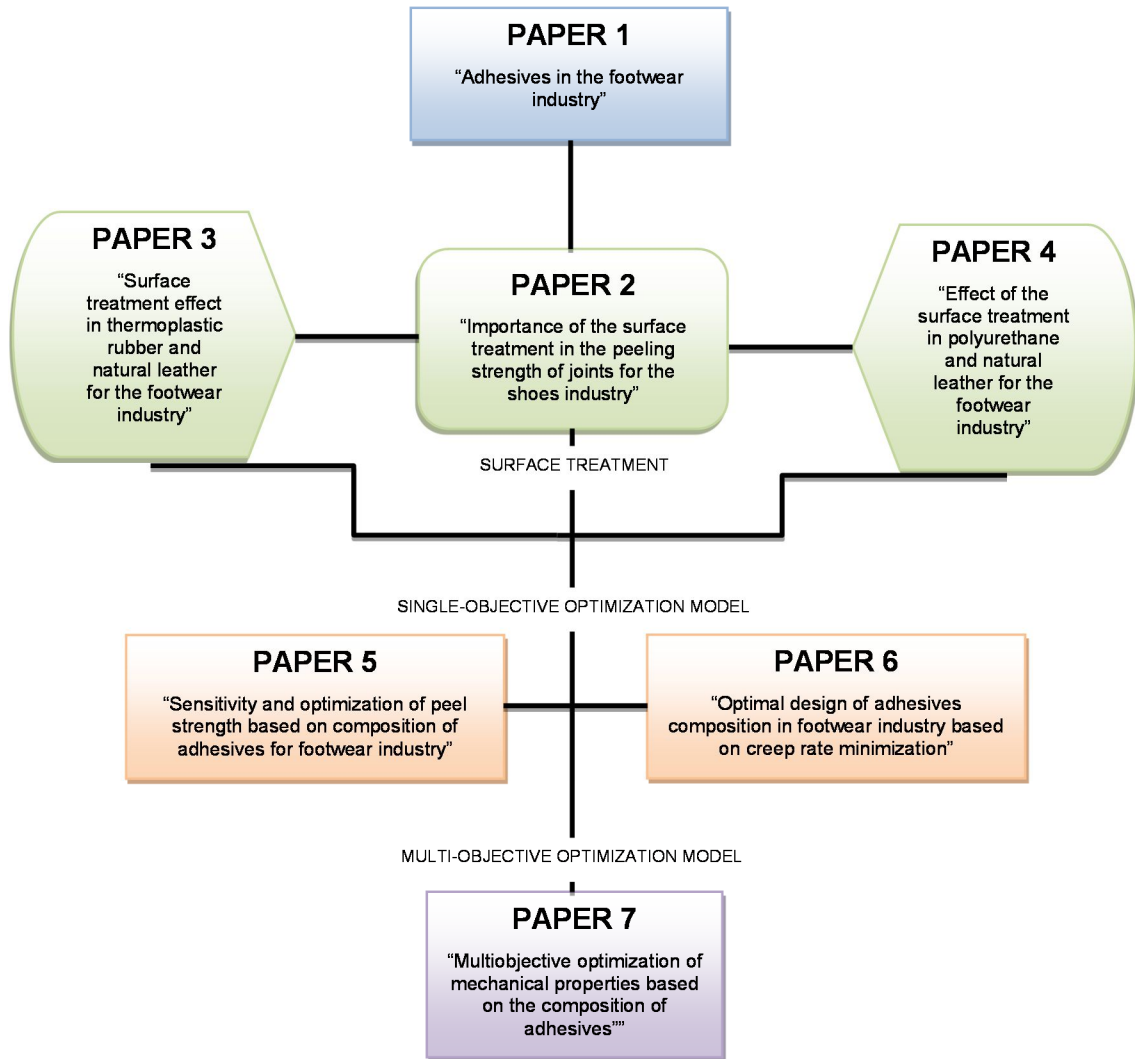 PAPER 1
“Adhesives in the footwear
industry”
PAPER 3
“Surface
treatment effect
in thermoplastic
rubber and
natural leather
for the footwear
industry”
PAPER 2
“Importance of the surface
treatment in the peeling
strength of joints for the
shoes industry”
PAPER 4
“Effect of the
surface treatment
in polyurethane
and natural
leather for the
footwear
industry”
SURFACE TREATMENT
SINGLE-OBJECTIVE OPTIMIZATION MODEL
PAPER 5
“Sensitivity and optimization of peel
strength based on composition of
adhesives for footwear industry”
PAPER 6
“Optimal design of adhesives
composition in footwear industry based
on creep rate minimization”
MULTI-OBJECTIVE OPTIMIZATION MODEL
PAPER 7
“Multiobjective optimization of
mechanical properties based
on the composition of
adhesives””